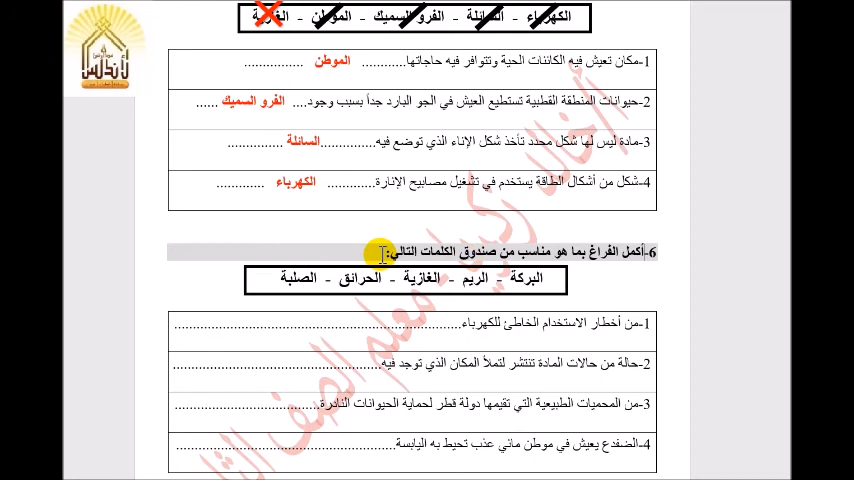 الكهرباء - السائلة - الفرو السميك - الموطن - الغازية
الأندلس
1-مكان تعيش فيه الكائنات الحية وتتوافر فيه حاجاتها............ الموطن ................
2-حيوانات المنطقة القطبية تستطيع العيش في الجو البارد جداً بسبب وجود.... الفرو السميك ......
3-مادة ليس لها شكل محدد تأخذ شكل الإناء الذي توضع فيه...............السائلة ...............
4-شكل من أشكال الطاقة يستخدم في تشغيل مصابيح الإنارة............. الكهرباء .............
6-أكمل الفراغ بما هو مناسب من صندوق الكلمات التالي:
البركة - الريم - الغازية - الحرائق - الصلبة
1-من أخطار الاستخدام الخاطئ للكهرباء........................................................................
2-حالة من حالات المادة تنتشر لتملأ المكان الذي توجد فيه....................................................
3-من المحميات الطبيعية التي تقيمها دولة قطر لحماية الحيوانات النادرة....................................
4-الضفدع يعيش في موطن مائي عذب تحيط به اليابسة.......................................................
معلم الصف